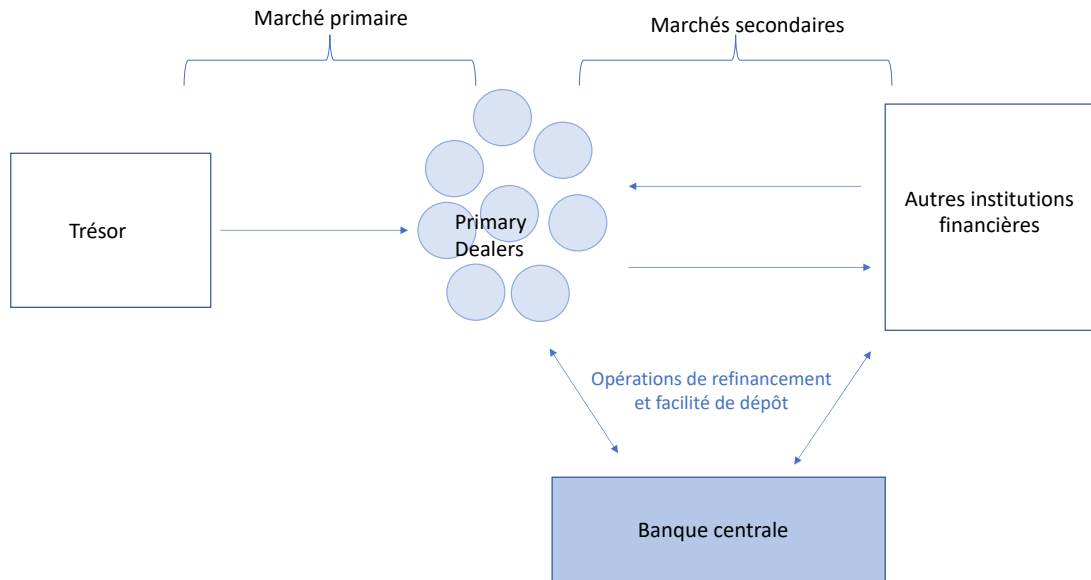 Marché primaire
Marchés secondaires
Trésor
Primary
Dealers
Autres institutions
financières
Opérations de refinancement
et facilité de dépôt
Banque centrale